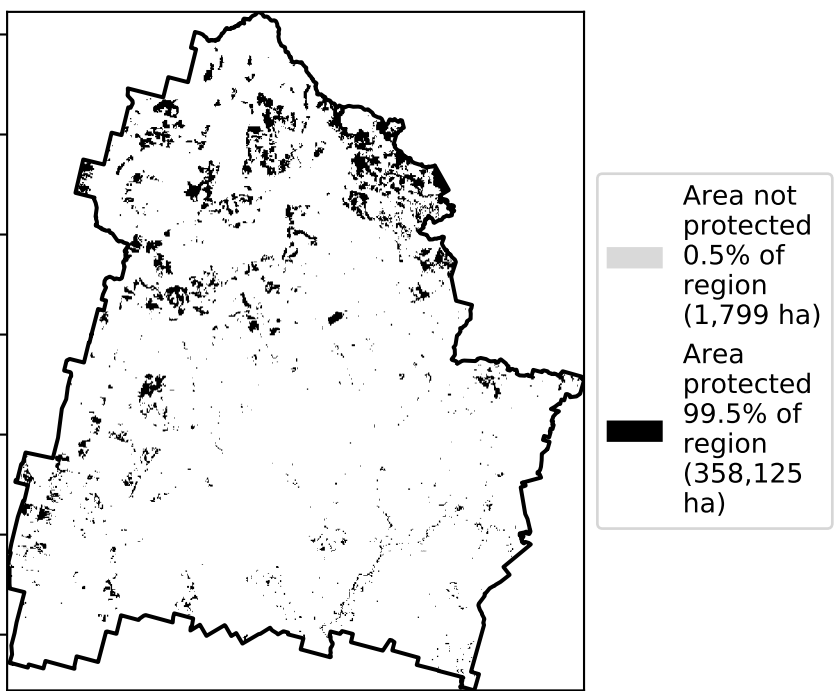 Area not
protected
0.5% of
region
(1,799 ha)
Area
protected
99.5% of
region
(358,125
ha)